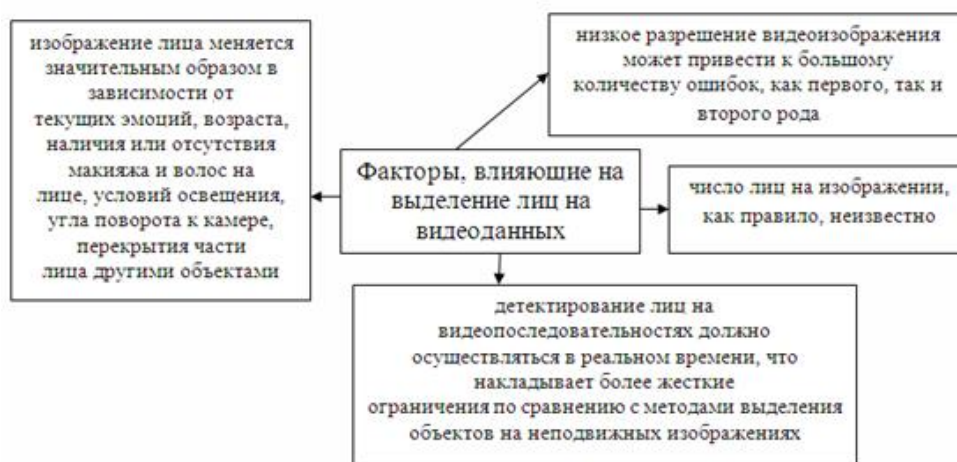 изображение лица меняется
значительным образом в
зависимости от
текущих эмоций, возраста,
наличия или отсутствия
макияжа и волос на
лице, условий освещения,
угла поворота к камере,
перекрытия части
лица другими объектами
низкое разрешение видеоизображения
может привести к большому
количеству ошибок, как первого, так и
второго рода
Факторы, влияющие на
выделение лиц на
видеоданных
число лиц на изображении,
как правило, неизвестно
детектирование лиц на
видеопоследовательностях должно
осуществляться в реальном времени, что
накладывает более жесткие
ограничения по сравнению с методами выделения
объектов на неподвижных изображениях